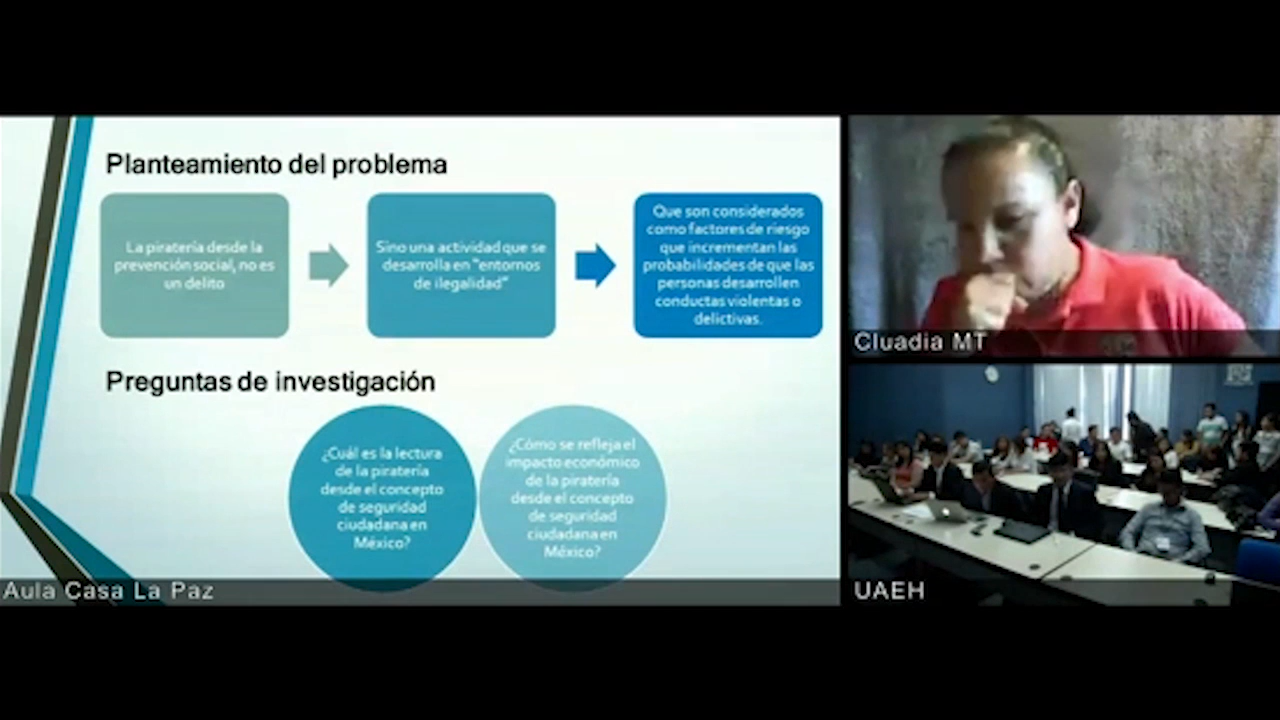 Planteamiento del problema
La piratería desde la
prevención social, no es
un delito
Sino una actividad que se
desarrolla en "entornos
de ilegalidad"
Que son considerados
como factores de riesgo
que incrementan las
probabilidades de que las
personas desarrollen
conductas violentas o
delictivas.
Preguntas de investigación
¿Cuál es la lectura
de la piratería
desde el concepto
de seguridad
ciudadana en
México?
¿Cómo se refleja el
impacto económico
de la piratería
desde el concepto
de seguridad
ciudadana en
México?
Aula Casa La Paz
Cluadia MT
UAEH